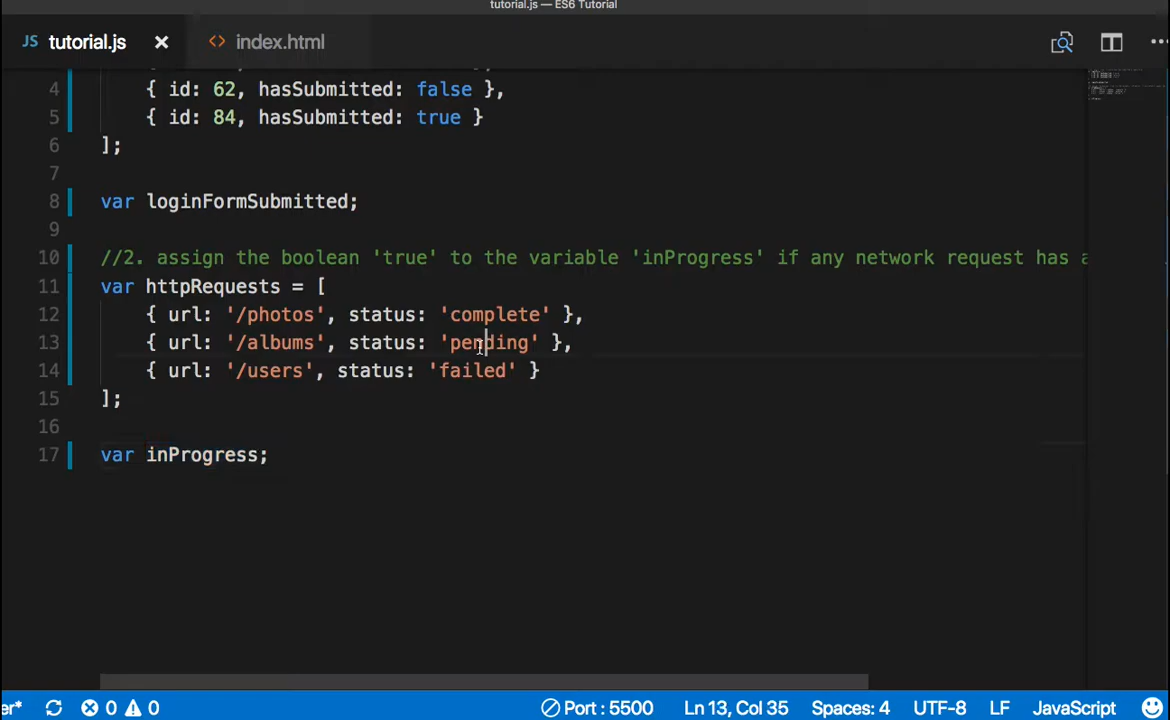 tutorial.js — ES6 Tutorial
JS tutorial.js × <> index.html
4 { id: 62, hasSubmitted: false },
5 { id: 84, hasSubmitted: true }
6 ];
7
8 var loginFormSubmitted;
9
10 //2. assign the boolean 'true' to the variable 'inProgress' if any network request has a
11 var httpRequests = [
12 { url: '/photos', status: 'complete' },
13 { url: '/albums', status: 'pending' },
14 { url: '/users', status: 'failed' }
15 ];
16
17 var inProgress;
er* 0 0 Port : 5500 Ln 13, Col 35 Spaces: 4 UTF-8 LF JavaScript